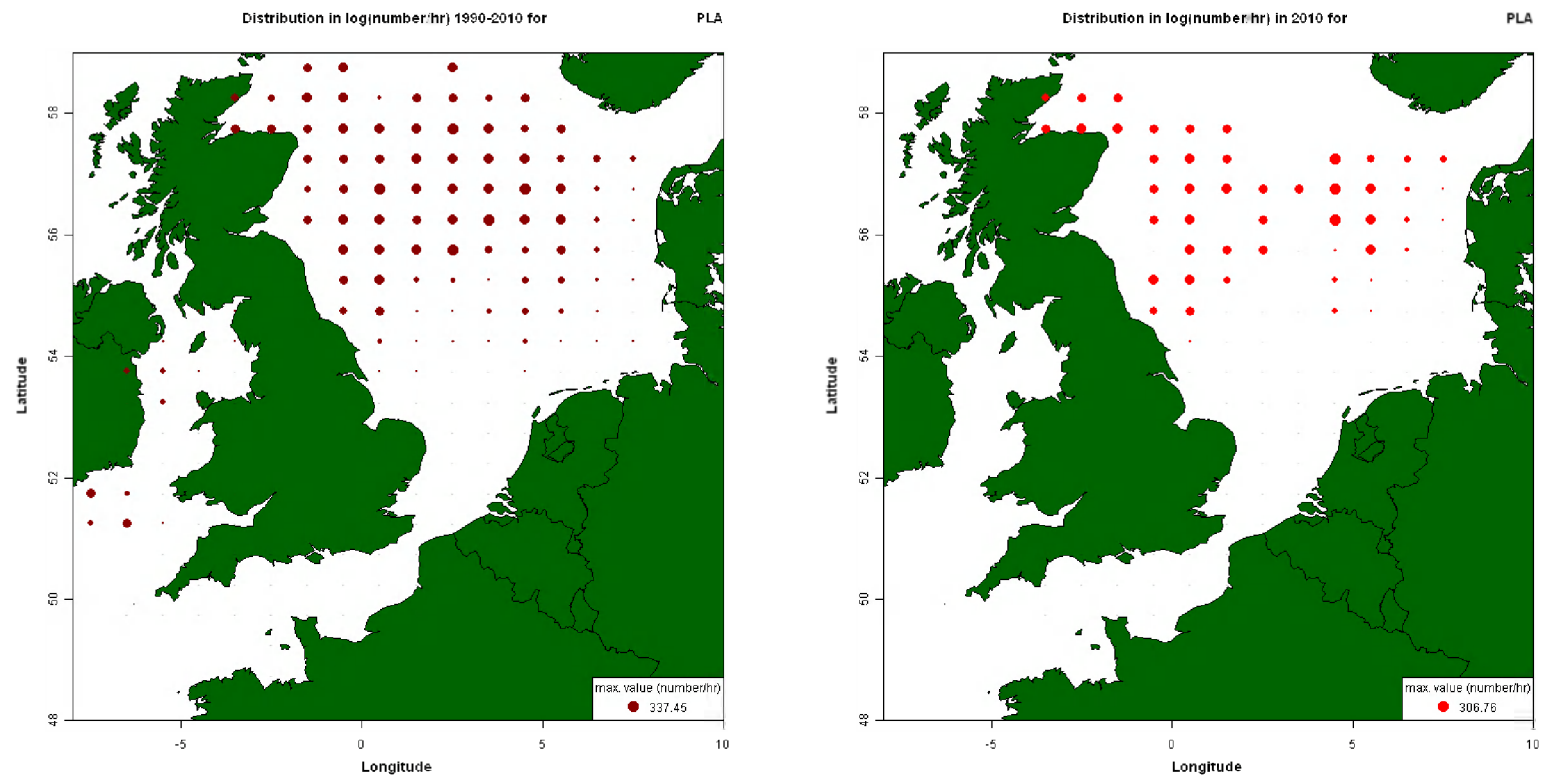 Distribution in log(number/hr) 1990-2010 for PLA
58
56
54
52
50
48
Latitude
-5 0 5 10
Longitude
max. value (number/hr)
337.45
Distribution in log(number/hr) in 2010 for PLA
58
56
54
52
50
48
Latitude
-5 0 5 10
Longitude
max. value (number/hr)
306.76